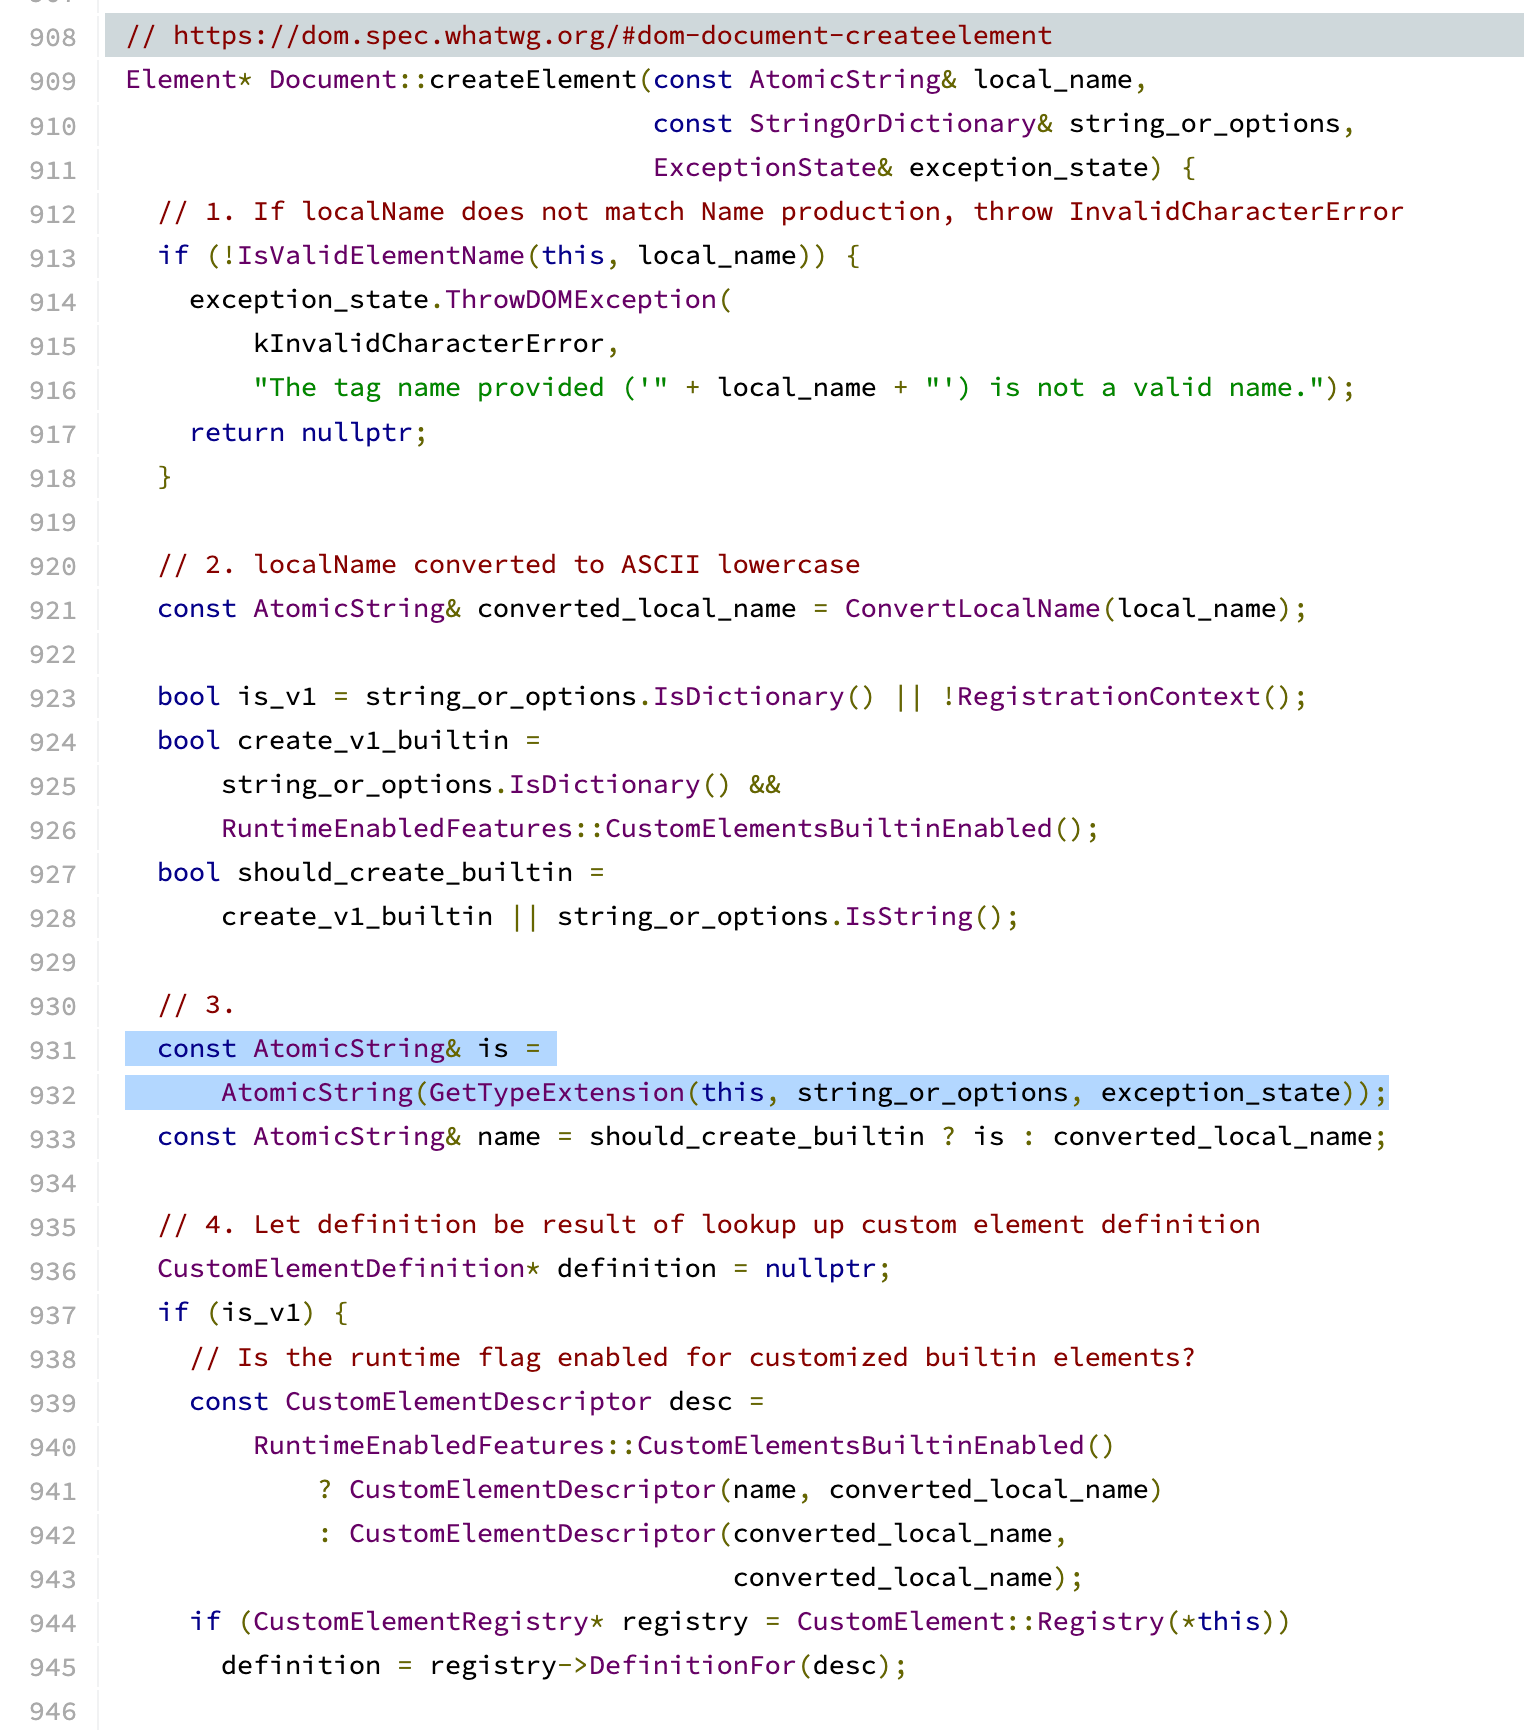 908 // https://dom.spec.whatwg.org/#dom-document-createelement
909 Element* Document::createElement(const AtomicString& local_name,
910                                  const StringOrDictionary& string_or_options,
911                                  ExceptionState& exception_state) {
912   // 1. If localName does not match Name production, throw InvalidCharacterError
913   if (!IsValidElementName(this, local_name)) {
914     exception_state.ThrowDOMException(
915         kInvalidCharacterError,
916         "The tag name provided ('" + local_name + "') is not a valid name.");
917     return nullptr;
918   }
919
920   // 2. localName converted to ASCII lowercase
921   const AtomicString& converted_local_name = ConvertLocalName(local_name);
922
923   bool is_v1 = string_or_options.IsDictionary() || !RegistrationContext();
924   bool create_v1_builtin =
925       string_or_options.IsDictionary() &&
926       RuntimeEnabledFeatures::CustomElementsBuiltinEnabled();
927   bool should_create_builtin =
928       create_v1_builtin || string_or_options.IsString();
929
930   // 3.
931   const AtomicString& is =
932       AtomicString(GetTypeExtension(this, string_or_options, exception_state));
933   const AtomicString& name = should_create_builtin ? is : converted_local_name;
934
935   // 4. Let definition be result of lookup up custom element definition
936   CustomElementDefinition* definition = nullptr;
937   if (is_v1) {
938     // Is the runtime flag enabled for customized builtin elements?
939     const CustomElementDescriptor desc =
940         RuntimeEnabledFeatures::CustomElementsBuiltinEnabled()
941             ? CustomElementDescriptor(name, converted_local_name)
942             : CustomElementDescriptor(converted_local_name,
943                                       converted_local_name);
944     if (CustomElementRegistry* registry = CustomElement::Registry(*this))
945       definition = registry->DefinitionFor(desc);
946